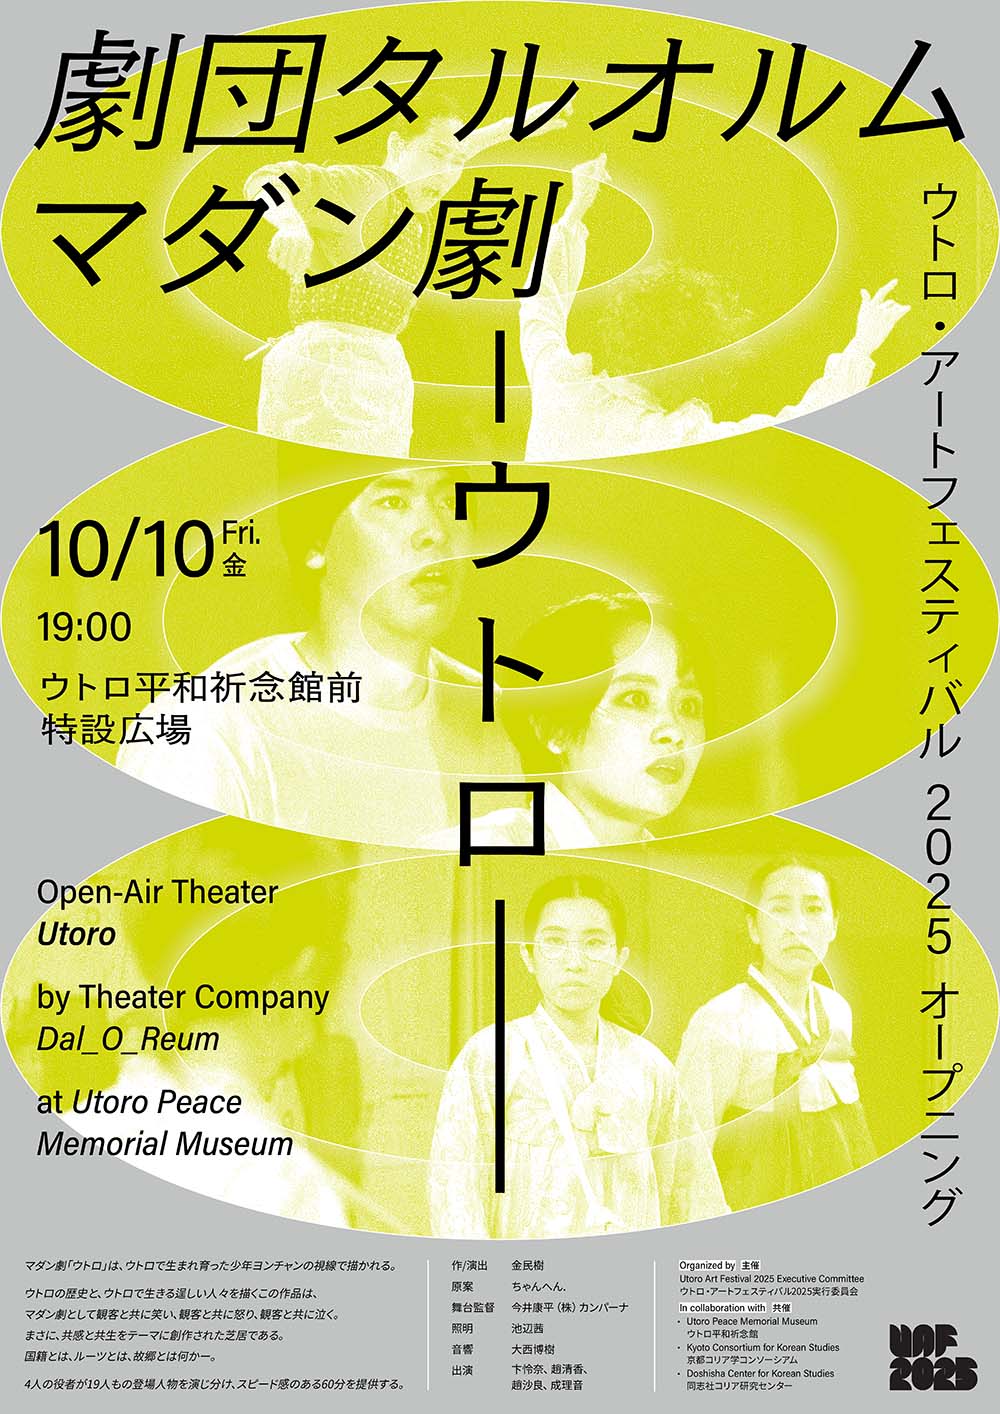 劇団タルオルム
マダン劇
ーウトロー
ウトロ・アートフェスティバル 2025 オープニング
10/10 Fri. 金
19:00
ウトロ平和祈念館前
特設広場
Open-Air Theater
Utoro
by Theater Company
Dal_O_Reum
at Utoro Peace
Memorial Museum
マダン劇「ウトロ」は、ウトロで生まれ育った少年ヨンチャンの視線で描かれる。
ウトロの歴史と、ウトロで生きる逞しい人々を描くこの作品は、
マダン劇として観客と共に笑い、観客と共に怒り、観客と共に泣く。
まさに、共感と共生をテーマに創作された芝居である。
国籍とは、ルーツとは、故郷とは何かー。
4人の役者が19人もの登場人物を演じ分け、スピード感のある60分を提供する。
作/演出 金民樹
原案 ちゃんへん.
舞台監督 今井康平（株）カンパーナ
照明 池辺茜
音響 大西博樹
出演 卞怜奈、趙清香、
趙沙良、成理音
Organized by 主催
Utoro Art Festival 2025 Executive Committee
ウトロ・アートフェスティバル2025実行委員会
In collaboration with 共催
・ Utoro Peace Memorial Museum
ウトロ平和祈念館
・ Kyoto Consortium for Korean Studies
京都コリア学コンソーシアム
・ Doshisha Center for Korean Studies
同志社コリア研究センター
UAF
2025